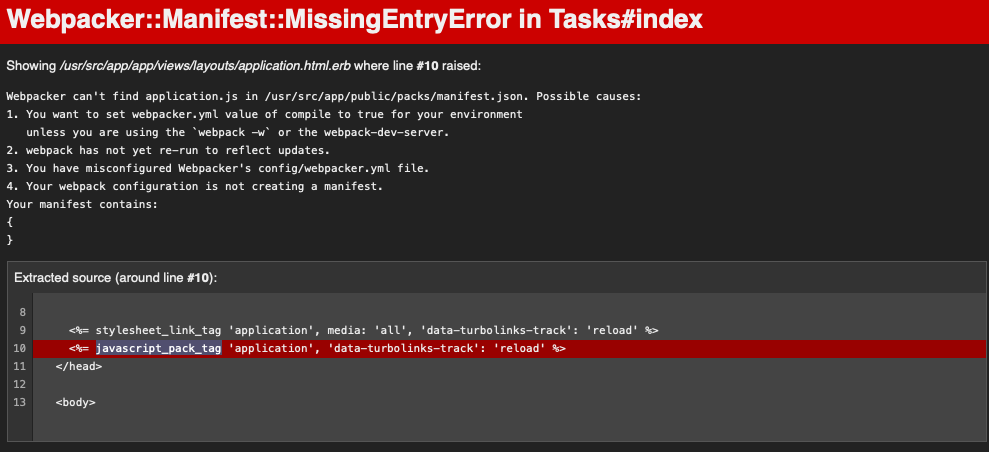 Webpacker::Manifest::MissingEntryError in Tasks#index
Showing /usr/src/app/app/views/layouts/application.html.erb where line #10 raised:
Webpacker can't find application.js in /usr/src/app/public/packs/manifest.json. Possible causes:
1. You want to set webpacker.yml value of compile to true for your environment
unless you are using the `webpack -w` or the webpack-dev-server.
2. webpack has not yet re-run to reflect updates.
3. You have misconfigured Webpacker's config/webpacker.yml file.
4. Your webpack configuration is not creating a manifest.
Your manifest contains:
{
}
Extracted source (around line #10):
8
9 <%= stylesheet_link_tag 'application', media: 'all', 'data-turbolinks-track': 'reload' %>
10 <%= javascript_pack_tag 'application', 'data-turbolinks-track': 'reload' %>
11 </head>
12
13 <body>